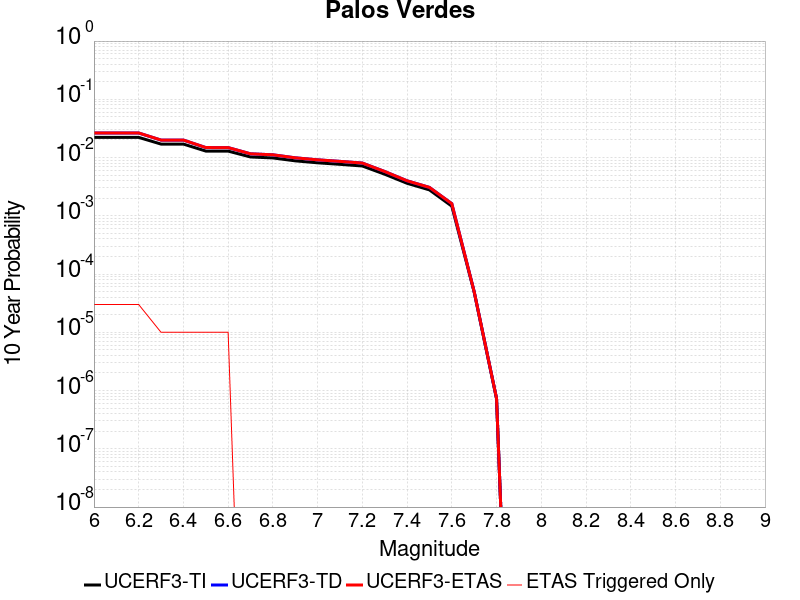 Palos Verdes
10 Year Probability
10^0
10^-1
10^-2
10^-3
10^-4
10^-5
10^-6
10^-7
10^-8
6 6.2 6.4 6.6 6.8 7 7.2 7.4 7.6 7.8 8 8.2 8.4 8.6 8.8 9
Magnitude
UCERF3-TI UCERF3-TD UCERF3-ETAS ETAS Triggered Only